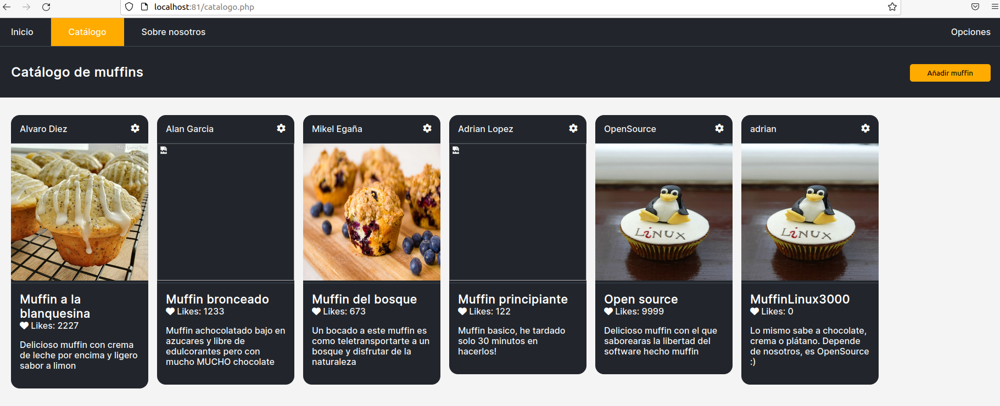 localhost:81/catalogo.php
Inicio
Catálogo
Sobre nosotros
Opciones
Catálogo de muffins
Añadir muffin
Alvaro Diez
Muffin a la
blanquesina
Likes: 2227
Delicioso muffin con crema
de leche por encima y ligero
sabor a limon
Alan Garcia
Muffin bronceado
Likes: 1233
Muffin achocolatado bajo en
azucares y libre de
edulcorantes pero con
mucho MUCHO chocolate
Mikel Egaña
Muffin del bosque
Likes: 673
Un bocado a este muffin es
como teletransportarte a un
bosque y disfrutar de la
naturaleza
Adrian Lopez
Muffin principiante
Likes: 122
Muffin basico, he tardado
solo 30 minutos en
hacerlos!
OpenSource
LiNUX
Open source
Likes: 9999
Delicioso muffin con el que
saborearas la libertad del
software hecho muffin
adrian
LiNUX
MuffinLinux3000
Likes: 0
Lo mismo sabe a chocolate,
crema o plátano. Depende
de nosotros, es OpenSource
:)